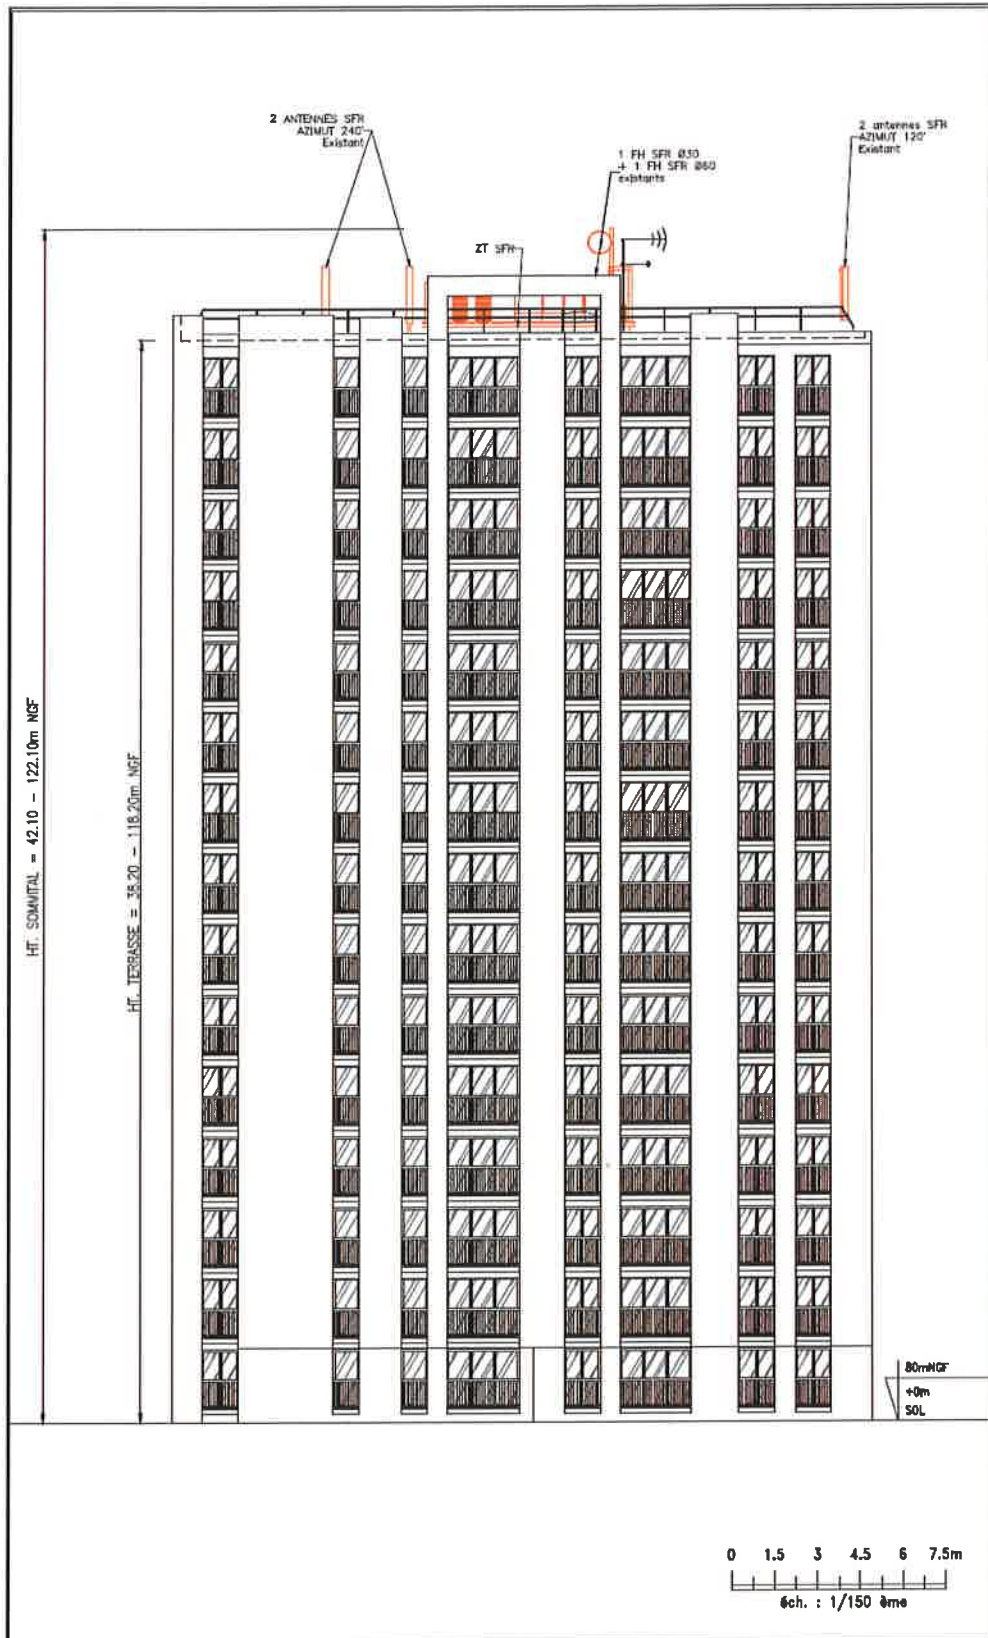 2 ANTENNES SFR
AZIMUT 240°
Existant
1 FH SFR Ø30
+ 1 FH SFR Ø60
existants
2 antennes SFR
AZIMUT 120°
Existant
ZT SFR
HT. SOMMITAL = 42.10 - 122.10m NGF
HT. TERRASSE = 38.20 - 118.20m NGF
80mNGF
+0m
SOL
0 1.5 3 4.5 6 7.5m
éch. : 1/150 ème